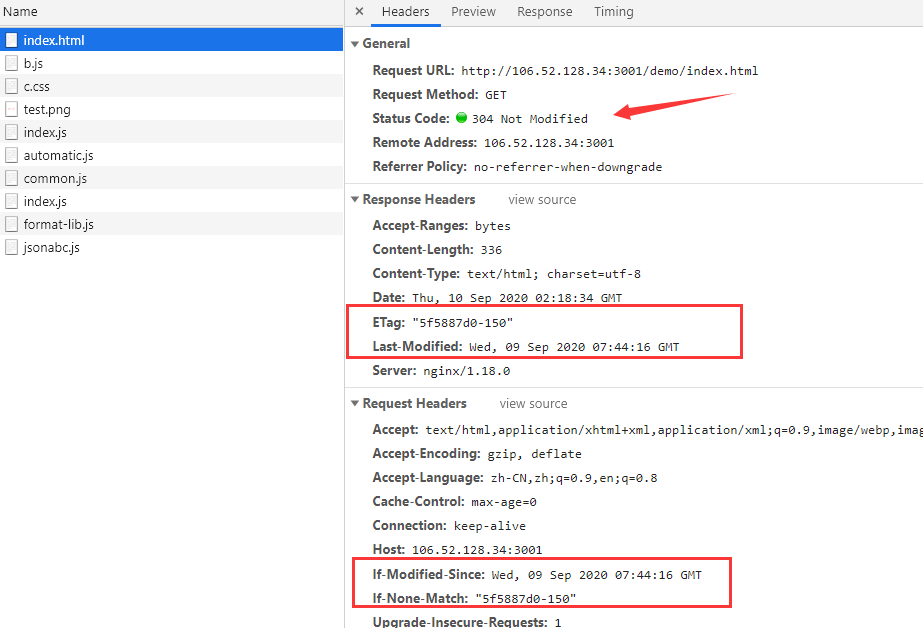 Name
index.html
b.js
c.css
test.png
index.js
automatic.js
common.js
index.js
format-lib.js
jsonabc.js
× Headers Preview Response Timing
▼ General
Request URL: http://106.52.128.34:3001/demo/index.html
Request Method: GET
Status Code: 304 Not Modified
Remote Address: 106.52.128.34:3001
Referrer Policy: no-referrer-when-downgrade
▼ Response Headers view source
Accept-Ranges: bytes
Content-Length: 336
Content-Type: text/html; charset=utf-8
Date: Thu, 10 Sep 2020 02:18:34 GMT
ETag: "5f5887d0-150"
Last-Modified: Wed, 09 Sep 2020 07:44:16 GMT
Server: nginx/1.18.0
▼ Request Headers view source
Accept: text/html,application/xhtml+xml,application/xml;q=0.9,image/webp,imag
Accept-Encoding: gzip, deflate
Accept-Language: zh-CN,zh;q=0.9,en;q=0.8
Cache-Control: max-age=0
Connection: keep-alive
Host: 106.52.128.34:3001
If-Modified-Since: Wed, 09 Sep 2020 07:44:16 GMT
If-None-Match: "5f5887d0-150"
Upgrade-Insecure-Requests: 1